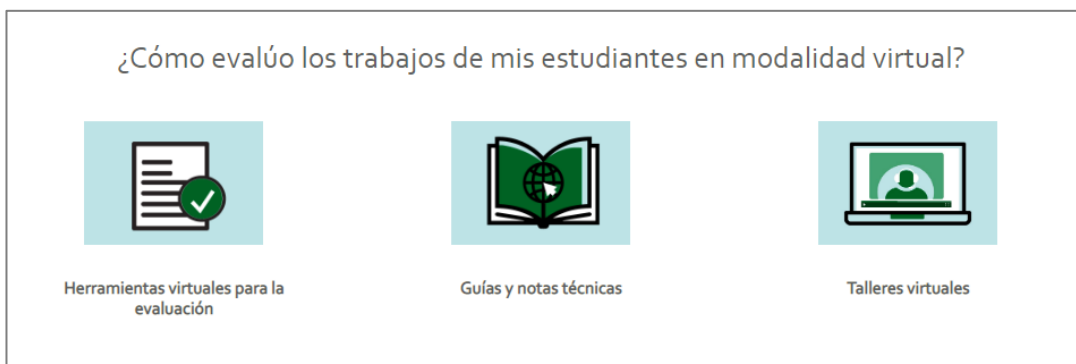 ¿Cómo evalúo los trabajos de mis estudiantes en modalidad virtual?
Herramientas virtuales para la
evaluación
Guías y notas técnicas
Talleres virtuales